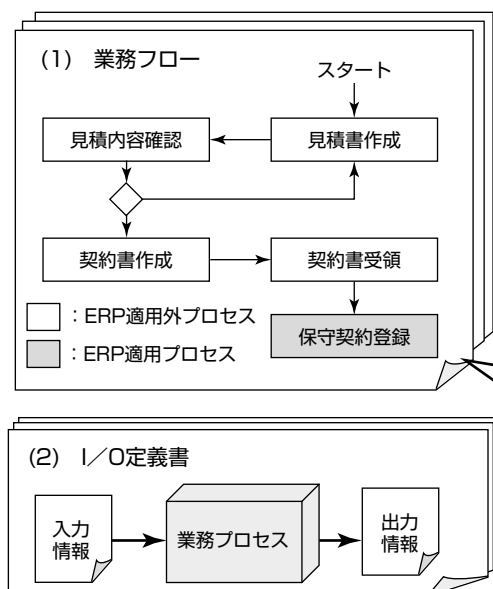 (1) 業務フロー
スタート
見積内容確認
見積書作成
契約書作成
契約書受領
：ERP適用外プロセス
：ERP適用プロセス
保守契約登録
(2) I／O定義書
入力
情報
業務プロセス
出力
情報